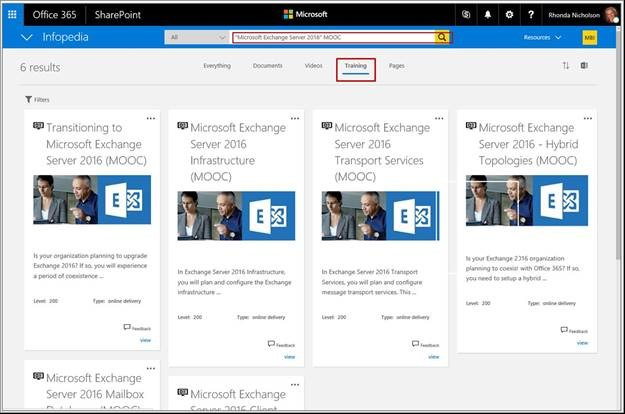 Office 365
SharePoint
Microsoft
Rhonda Nicholson
Infopedia
All
"Microsoft Exchange Server 2016" MOOC
Resources
MBI
6 results
Everything
Documents
Videos
Training
Pages
Filters
Transitioning to
Microsoft Exchange
Server 2016 (MOOC)
Is your organization planning to upgrade
Exchange 2016? If so, you will experience
a period of coexistence ...
Level: 200 Type: online delivery
Feedback
view
Microsoft Exchange
Server 2016
Infrastructure
(MOOC)
In Exchange Server 2016 Infrastructure,
you will plan and configure the Exchange
infrastructure ...
Level: 200 Type: online delivery
Feedback
view
Microsoft Exchange
Server 2016
Transport Services
(MOOC)
In Exchange Server 2016 Transport
Services, you will plan and configure
message transport services. This ...
Level: 200 Type: online delivery
Feedback
view
Microsoft Exchange
Server 2016 - Hybrid
Topologies (MOOC)
Is your Exchange 2016 organization
planning to coexist with Office 365? If so,
you need to setup a hybrid ...
Level: 200 Type: online delivery
Feedback
view
Microsoft Exchange
Server 2016 Mailbox
Databases (MOOC)
Microsoft Exchange
Server 2016 Client